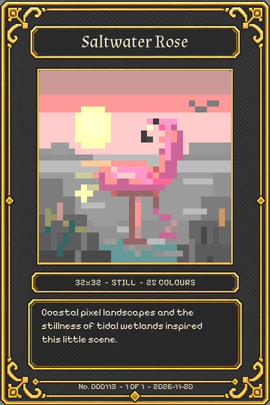 Saltwater Rose
32x32 - STILL - 25 COLOURS
Coastal pixel landscapes and the
stillness of tidal wetlands inspired
this little scene.
No. 000113 - 1 OF 1 - 2025-11-20